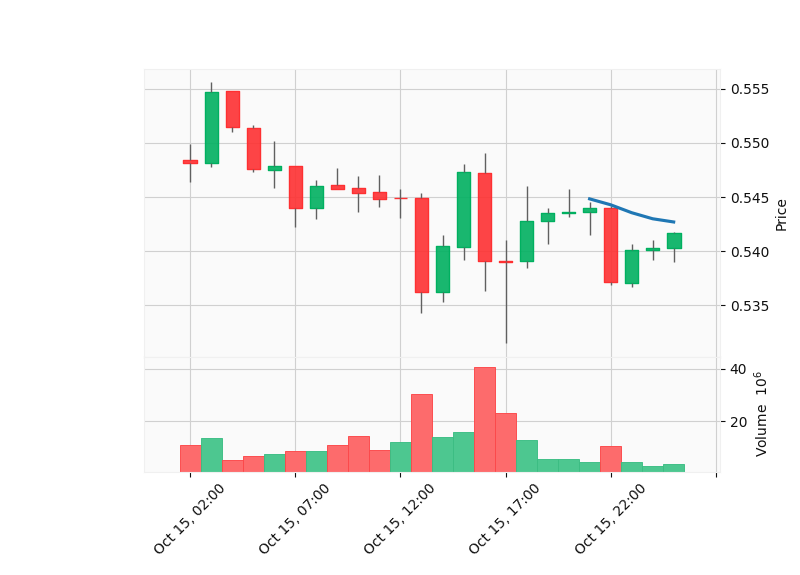 0.555
0.550
0.545
0.540
0.535
Price
40
20
Volume 10^6
Oct 15, 02:00
Oct 15, 07:00
Oct 15, 12:00
Oct 15, 17:00
Oct 15, 22:00